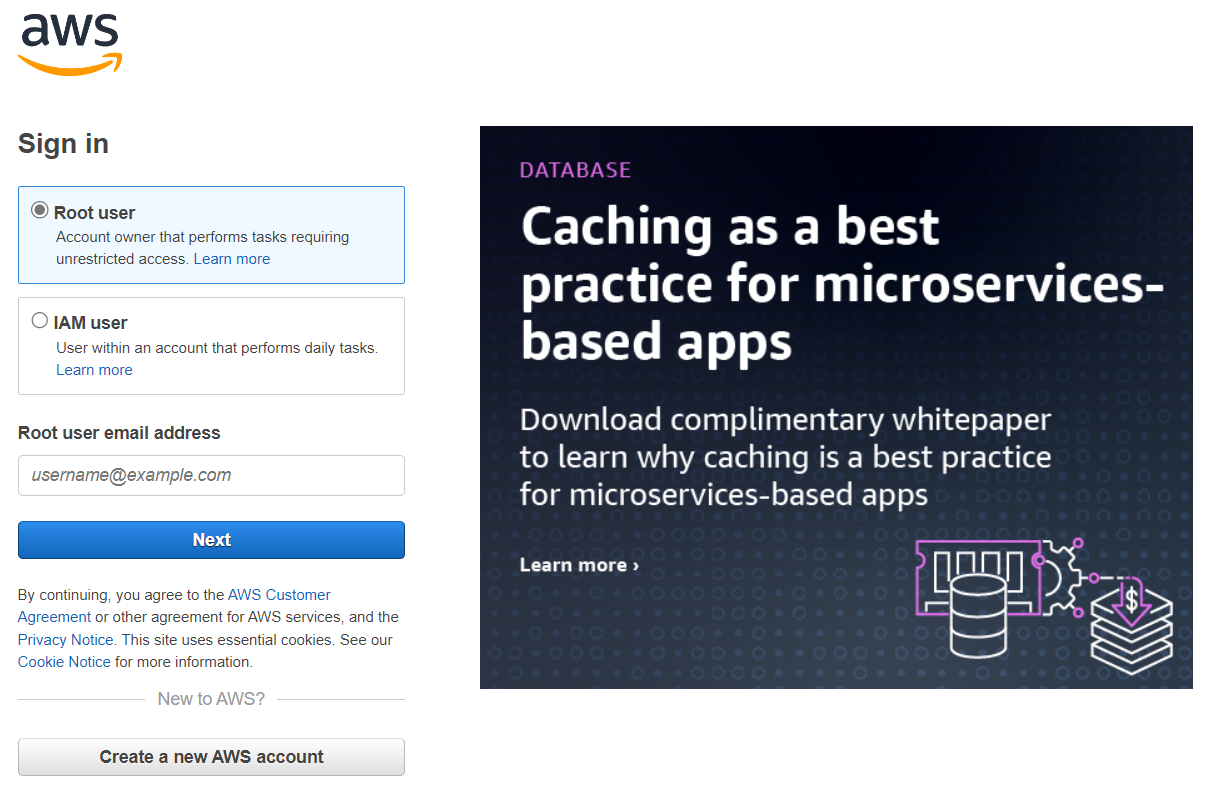 aws
Sign in
Root user
Account owner that performs tasks requiring
unrestricted access. Learn more
IAM user
User within an account that performs daily tasks.
Learn more
Root user email address
username@example.com
Next
By continuing, you agree to the AWS Customer
Agreement or other agreement for AWS services, and the
Privacy Notice. This site uses essential cookies. See our
Cookie Notice for more information.
New to AWS?
Create a new AWS account
DATABASE
Caching as a best
practice for microservices-
based apps
Download complimentary whitepaper
to learn why caching is a best practice
for microservices-based apps
Learn more ›
$